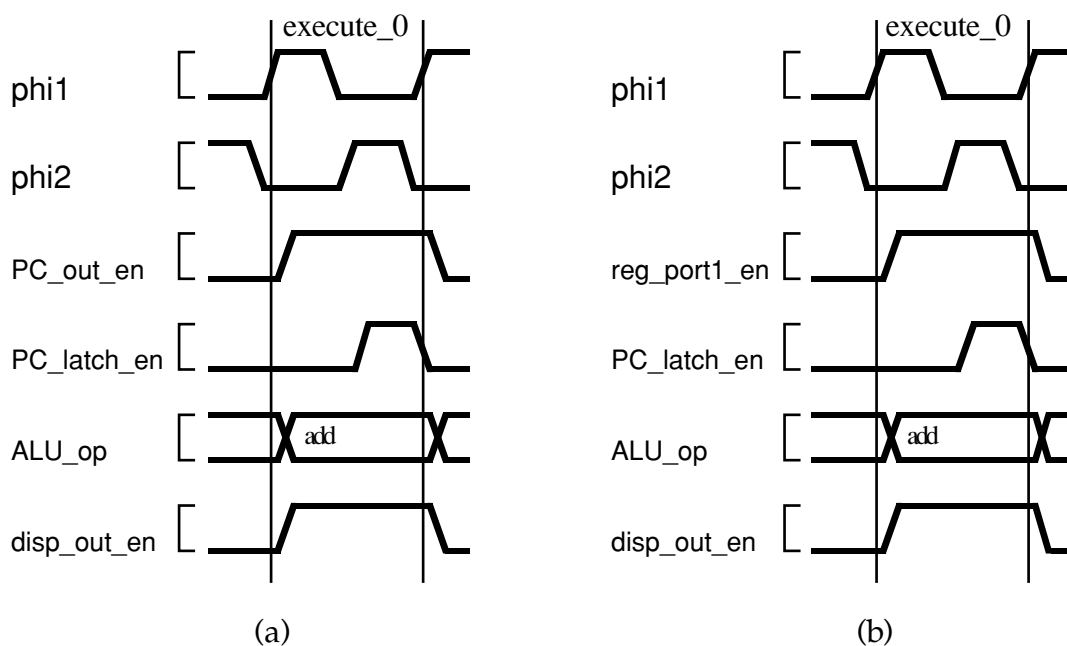 execute_0
phi1
phi2
PC_out_en
PC_latch_en
ALU_op
add
disp_out_en
(a)
execute_0
phi1
phi2
reg_port1_en
PC_latch_en
ALU_op
add
disp_out_en
(b)